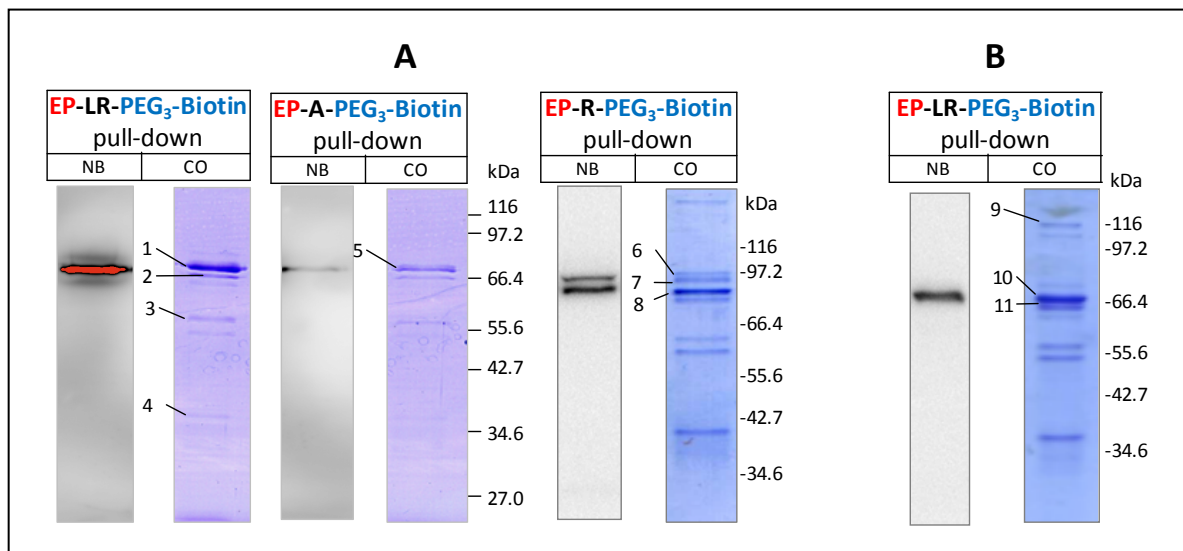 A
B
EP-LR-PEG3-Biotin
pull-down
NB CO
EP-A-PEG3-Biotin
pull-down
NB CO
kDa
EP-R-PEG3-Biotin
pull-down
NB CO
kDa
EP-LR-PEG3-Biotin
pull-down
NB CO
kDa
1
2
3
4
5
116
97.2
66.4
55.6
42.7
34.6
27.0
6
7
8
-116
-97.2
-66.4
-55.6
-42.7
-34.6
9
10
11
-116
-97.2
-66.4
-55.6
-42.7
-34.6